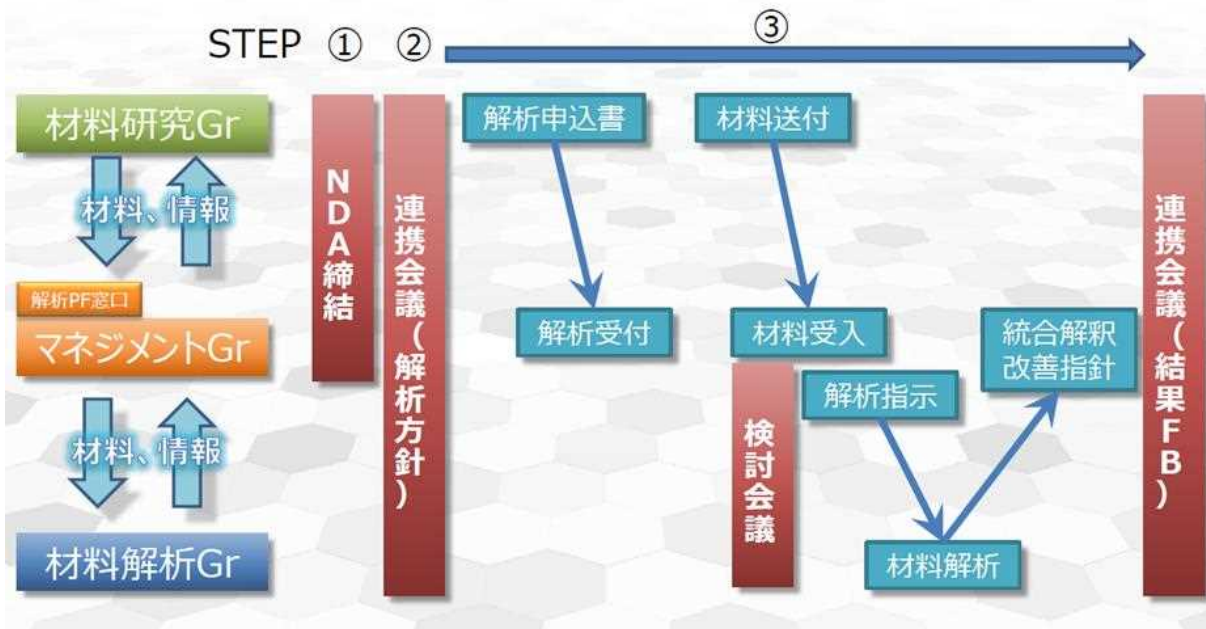 STEP ① ② ③
材料研究Gr
材料、情報
解析PF窓口
マネジメントGr
材料、情報
材料解析Gr
NDA締結
連携会議(解析方針)
解析申込書
解析受付
材料送付
材料受入
検討会議
解析指示
材料解析
統合解釈
改善指針
連携会議(結果FB)